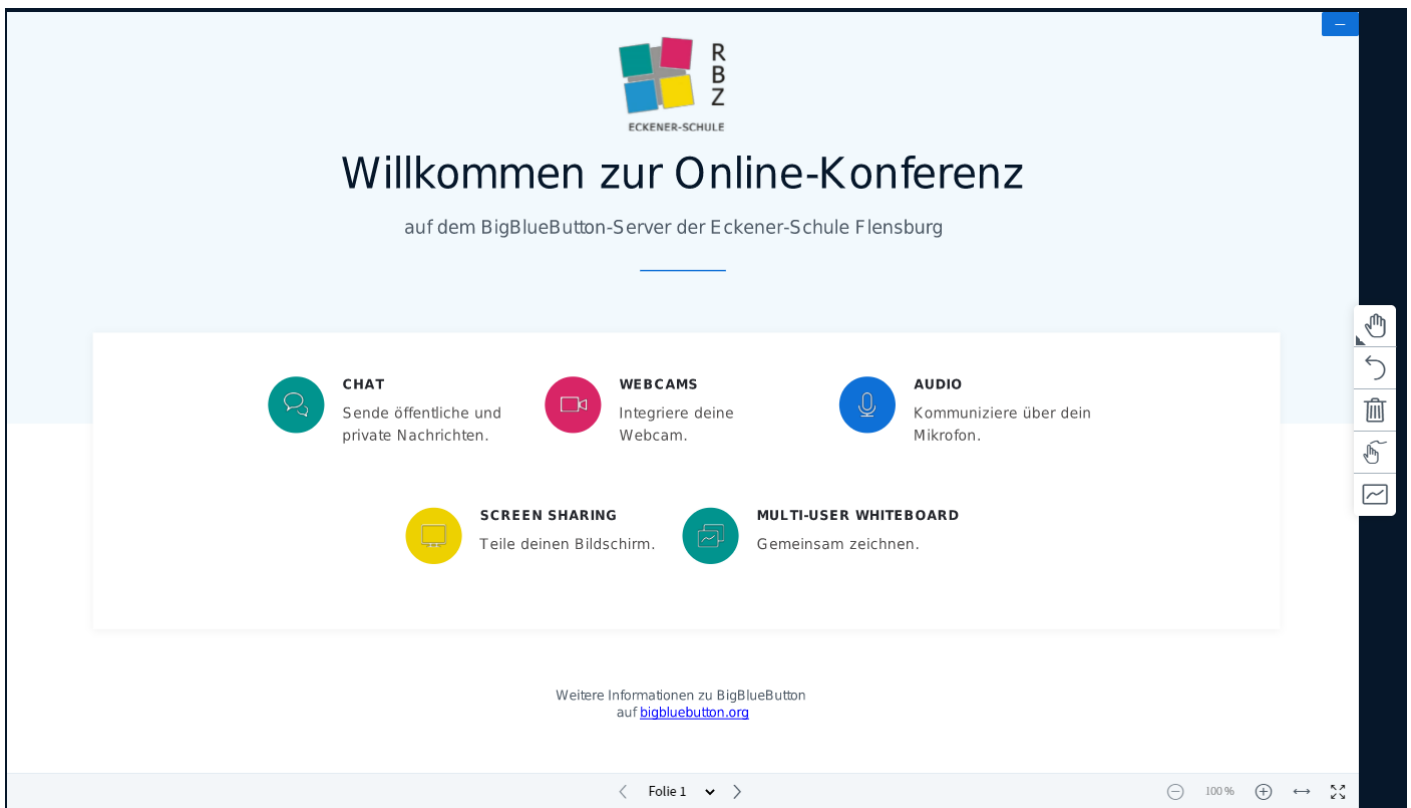 R
B
Z
ECKENER-SCHULE
Willkommen zur Online-Konferenz
auf dem BigBlueButton-Server der Eckener-Schule Flensburg
CHAT
Sende öffentliche und
private Nachrichten.
WEBCAMS
Integriere deine
Webcam.
AUDIO
Kommuniziere über dein
Mikrofon.
SCREEN SHARING
Teile deinen Bildschirm.
MULTI-USER WHITEBOARD
Gemeinsam zeichnen.
Weitere Informationen zu BigBlueButton
auf bigbluebutton.org
Folie 1
100 %